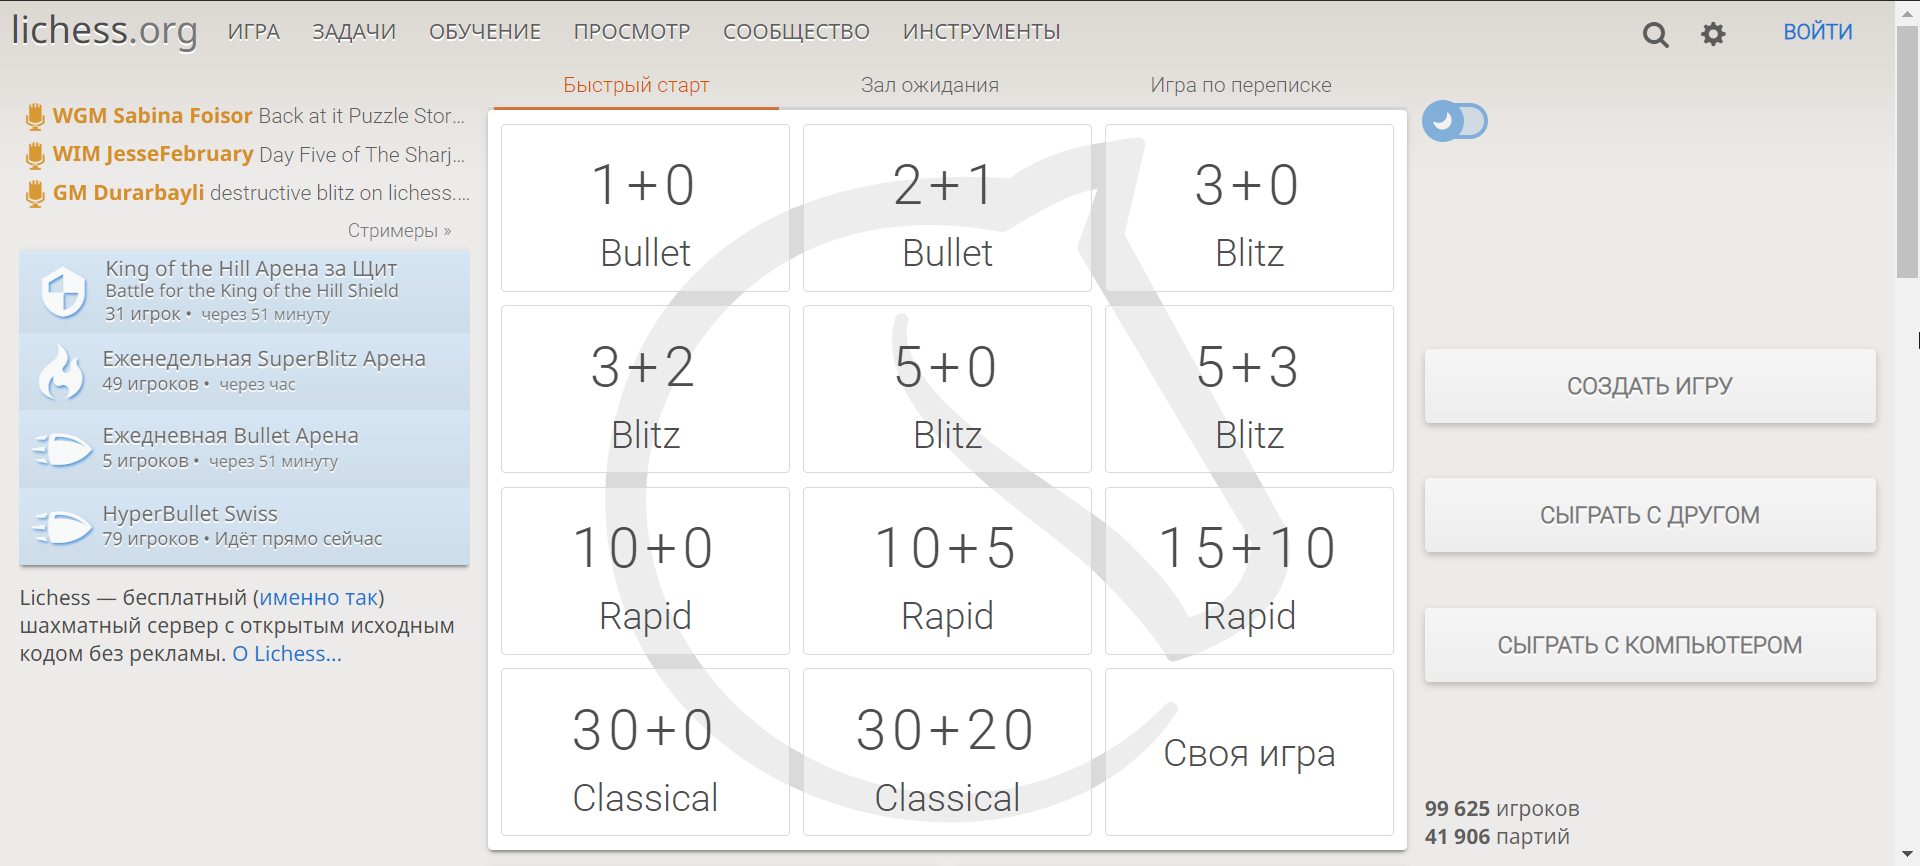 lichess.org
ИГРА ЗАДАЧИ ОБУЧЕНИЕ ПРОСМОТР СООБЩЕСТВО ИНСТРУМЕНТЫ
ВОЙТИ
WGM Sabina Foisor Back at it Puzzle Stor...
WIM JesseFebruary Day Five of The Sharj...
GM Durarbayli destructive blitz on lichess....
Стримеры »
King of the Hill Арена за Щит
Battle for the King of the Hill Shield
31 игрок • через 51 минуту
Еженедельная SuperBlitz Арена
49 игроков • через час
Ежедневная Bullet Арена
5 игроков • через 51 минуту
HyperBullet Swiss
79 игроков • Идёт прямо сейчас
Lichess — бесплатный (именно так)
шахматный сервер с открытым исходным
кодом без рекламы. О Lichess...
Быстрый старт Зал ожидания Игра по переписке
1+0 2+1 3+0
Bullet Bullet Blitz
3+2 5+0 5+3
Blitz Blitz Blitz
10+0 10+5 15+10
Rapid Rapid Rapid
30+0 30+20
Classical Classical Своя игра
СОЗДАТЬ ИГРУ
СЫГРАТЬ С ДРУГОМ
СЫГРАТЬ С КОМПЬЮТЕРОМ
99 625 игроков
41 906 партий